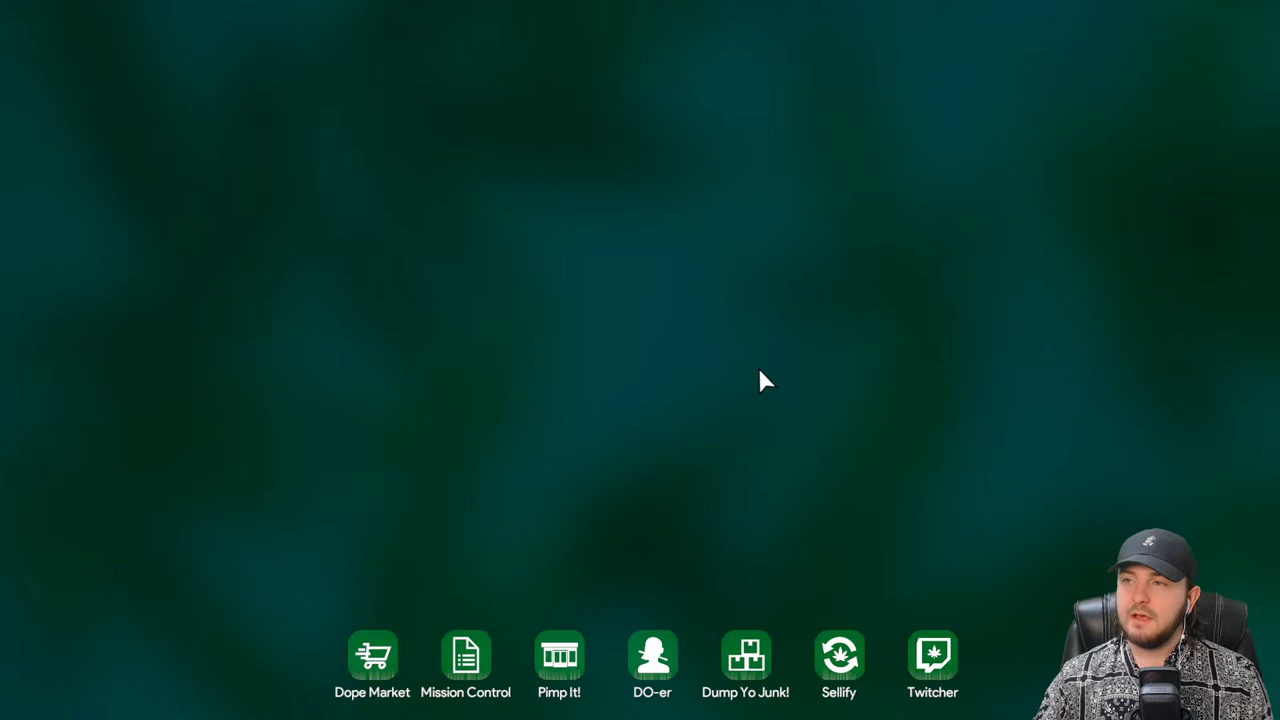 Dope Market
Mission Control
Pimp It!
DO-er
Dump Yo Junk!
Sellify
Twitcher